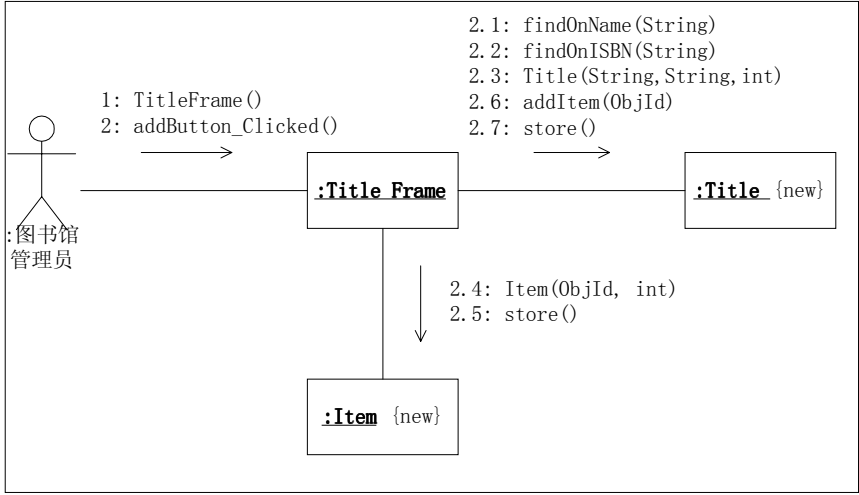 2.1: findOnName(String)
2.2: findOnISBN(String)
2.3: Title(String,String,int)
2.6: addItem(ObjId)
2.7: store()
1: TitleFrame()
2: addButton_Clicked()
:Title Frame
:Title {new}
:图书馆
管理员
2.4: Item(ObjId, int)
2.5: store()
:Item {new}